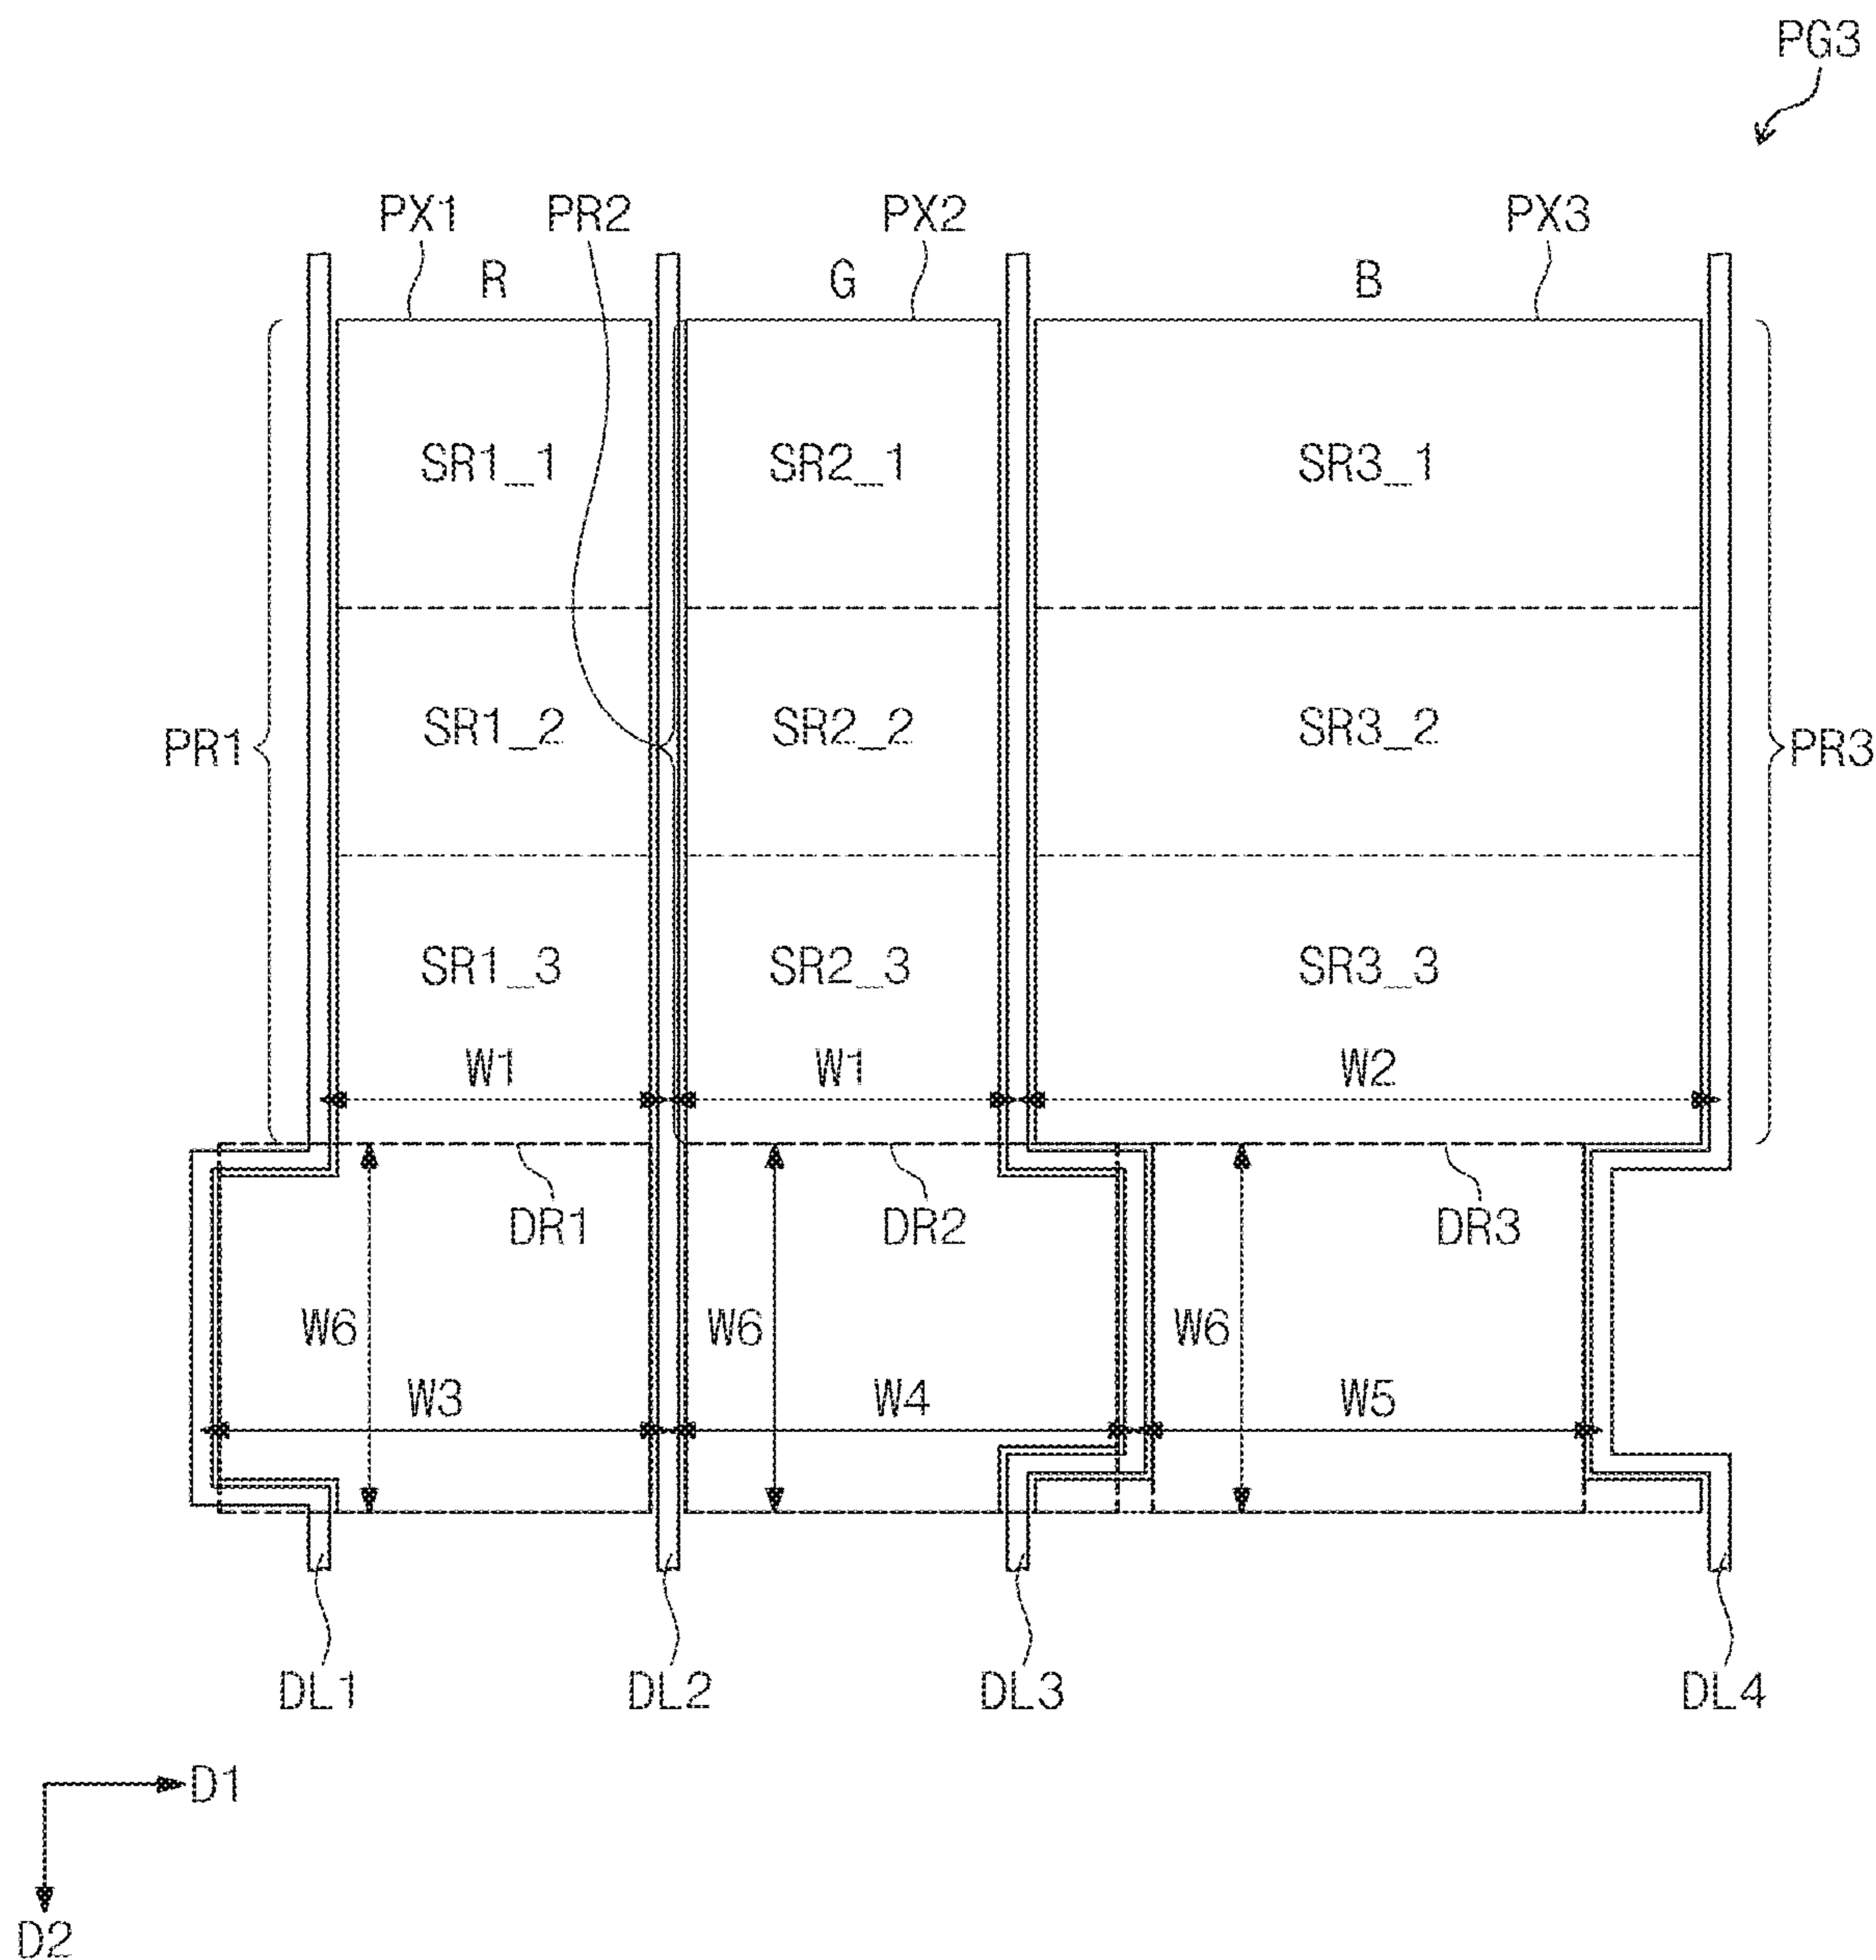 PG3
PX1 PR2 PX2 PX3
R G B
SR1_1 SR2_1 SR3_1
PR1 SR1_2 SR2_2 SR3_2 PR3
SR1_3 SR2_3 SR3_3
W1 W1 W2
DR1 DR2 DR3
W6 W6 W6
W3 W4 W5
DL1 DL2 DL3 DL4
D1
D2